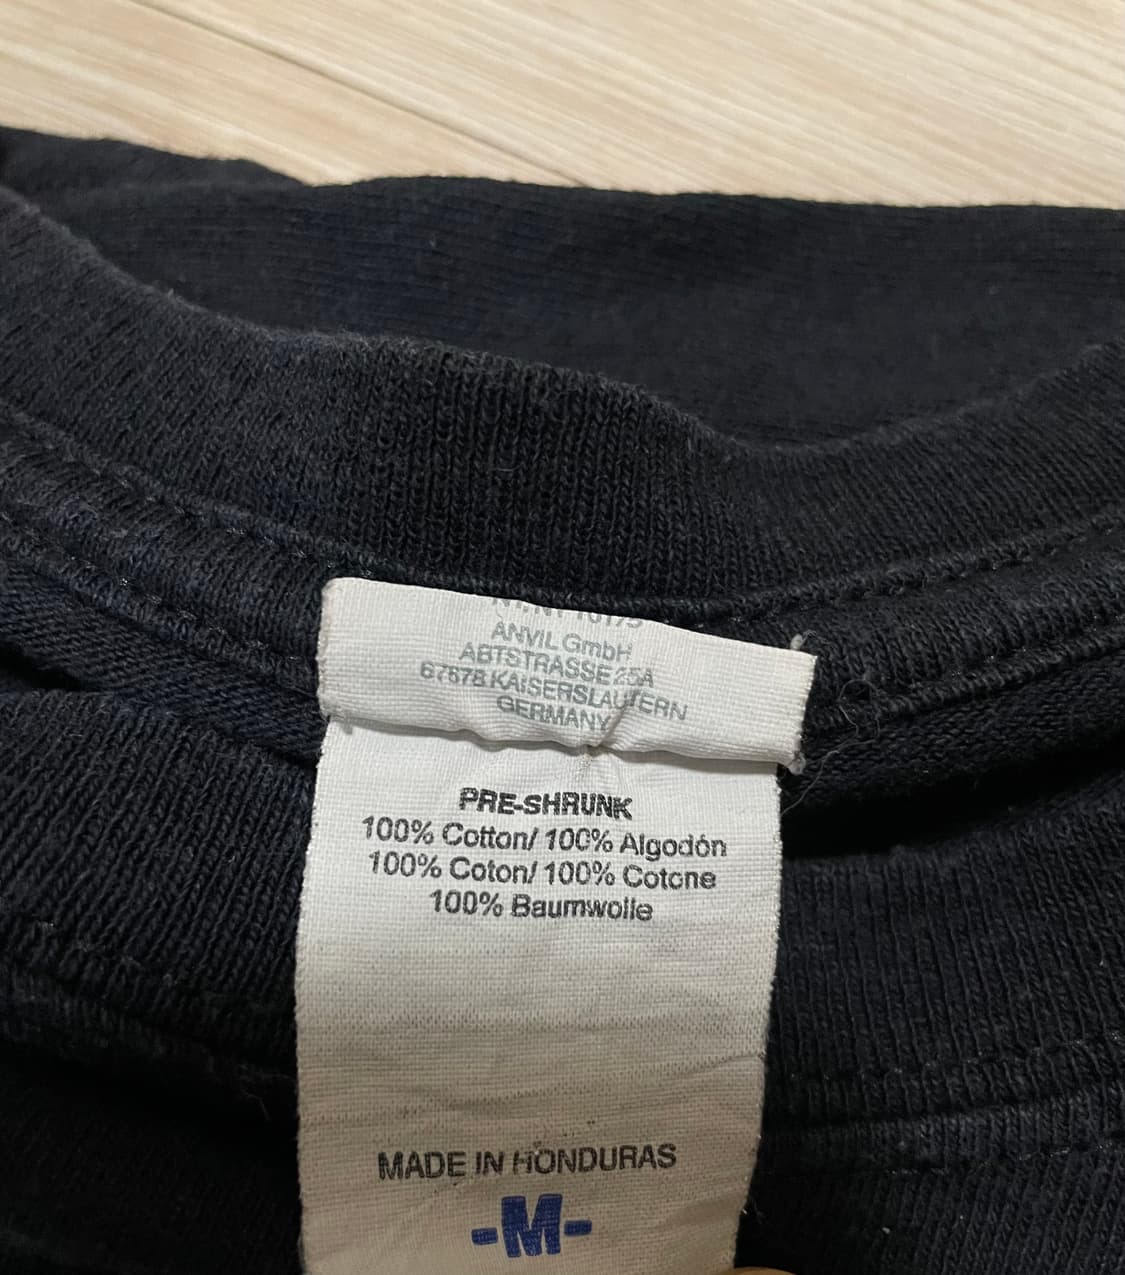 ANVIL GmbH
ABTSTRASSE 25A
67678 KAISERSLAUTERN
GERMANY
PRE-SHRUNK
100% Cotton/ 100% Algodón
100% Coton/ 100% Cotone
100% Baumwolle
MADE IN HONDURAS
-M-